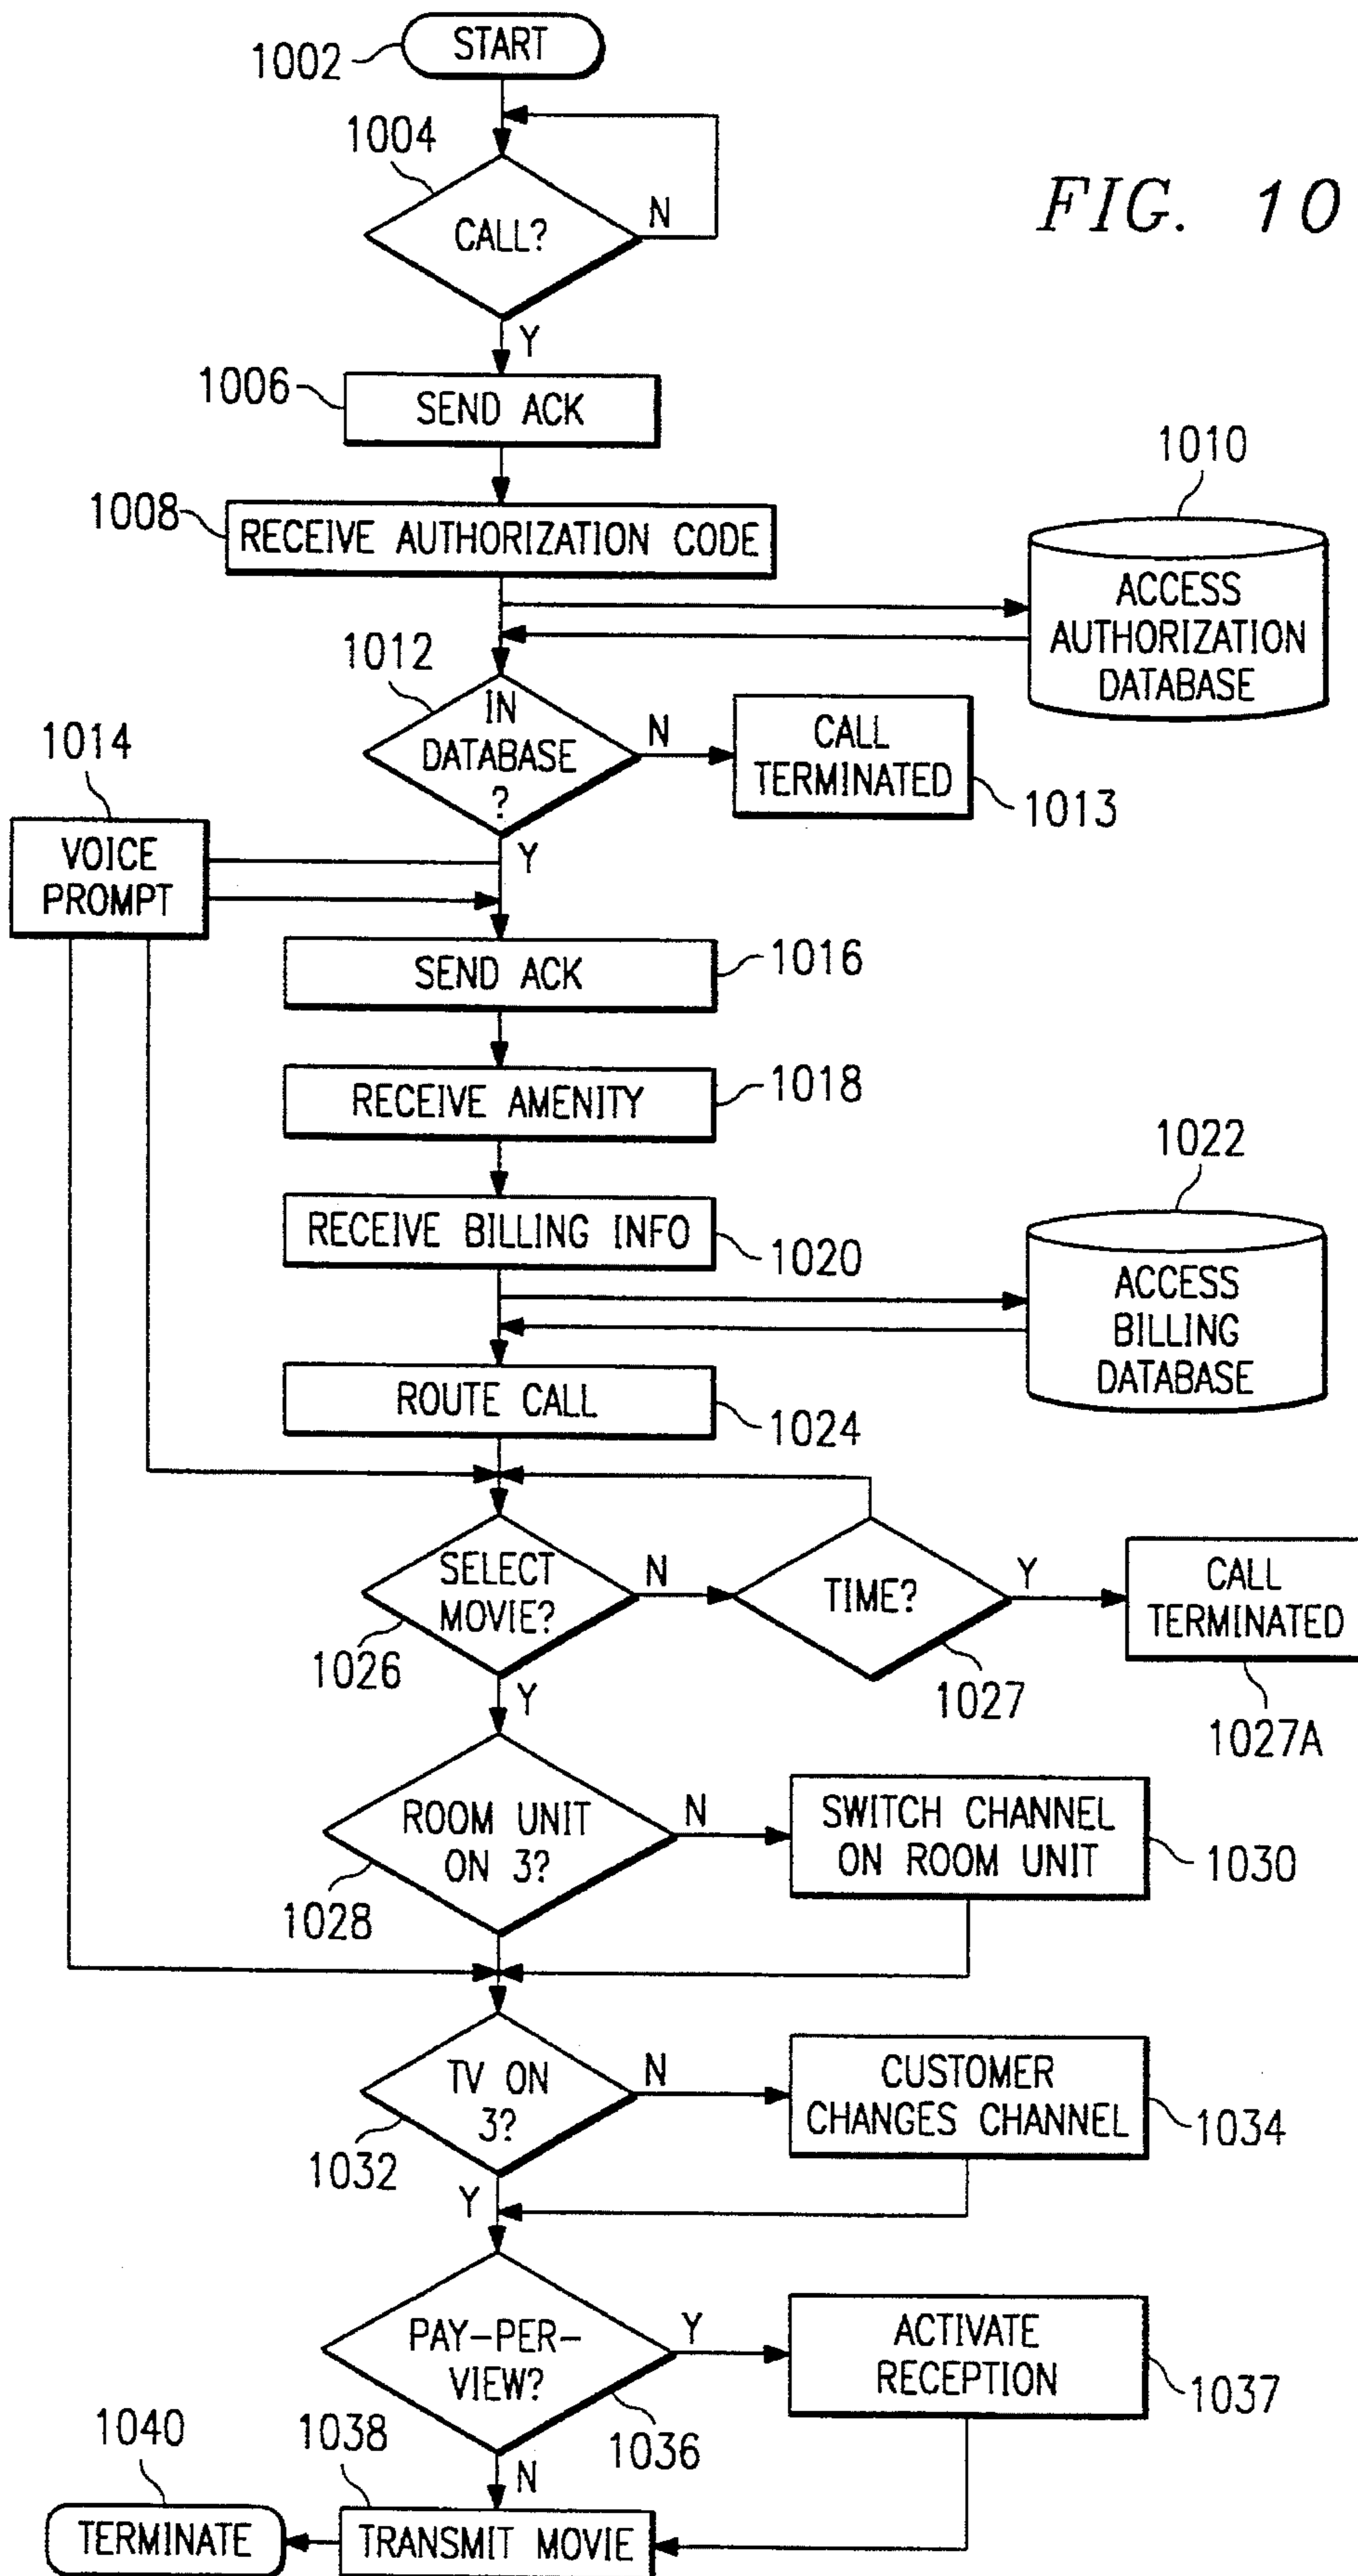 START
1002
1004
FIG. 10
CALL?
N
Y
1006
SEND ACK
1010
1008
RECEIVE AUTHORIZATION CODE
ACCESS
AUTHORIZATION
DATABASE
1012
IN
DATABASE
?
N
CALL
TERMINATED
1013
1014
VOICE
PROMPT
Y
SEND ACK
1016
RECEIVE AMENITY
1018
1022
RECEIVE BILLING INFO
1020
ACCESS
BILLING
DATABASE
ROUTE CALL
1024
SELECT
MOVIE?
N
1026
TIME?
Y
1027
CALL
TERMINATED
1027A
Y
ROOM UNIT
ON 3?
N
1028
SWITCH CHANNEL
ON ROOM UNIT
1030
TV ON
3?
N
1032
CUSTOMER
CHANGES CHANNEL
1034
Y
PAY-PER-
VIEW?
Y
1036
ACTIVATE
RECEPTION
1037
N
1038
1040
TERMINATE
TRANSMIT MOVIE